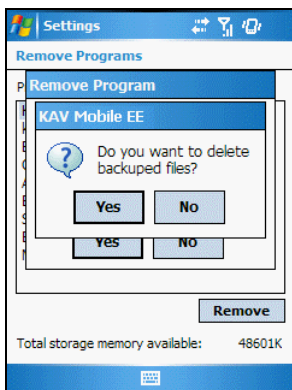 Settings
Remove Programs
P
Remove Program
KAV Mobile EE
Do you want to delete
backuped files?
Yes No
Yes No
Remove
Total storage memory available: 48601K